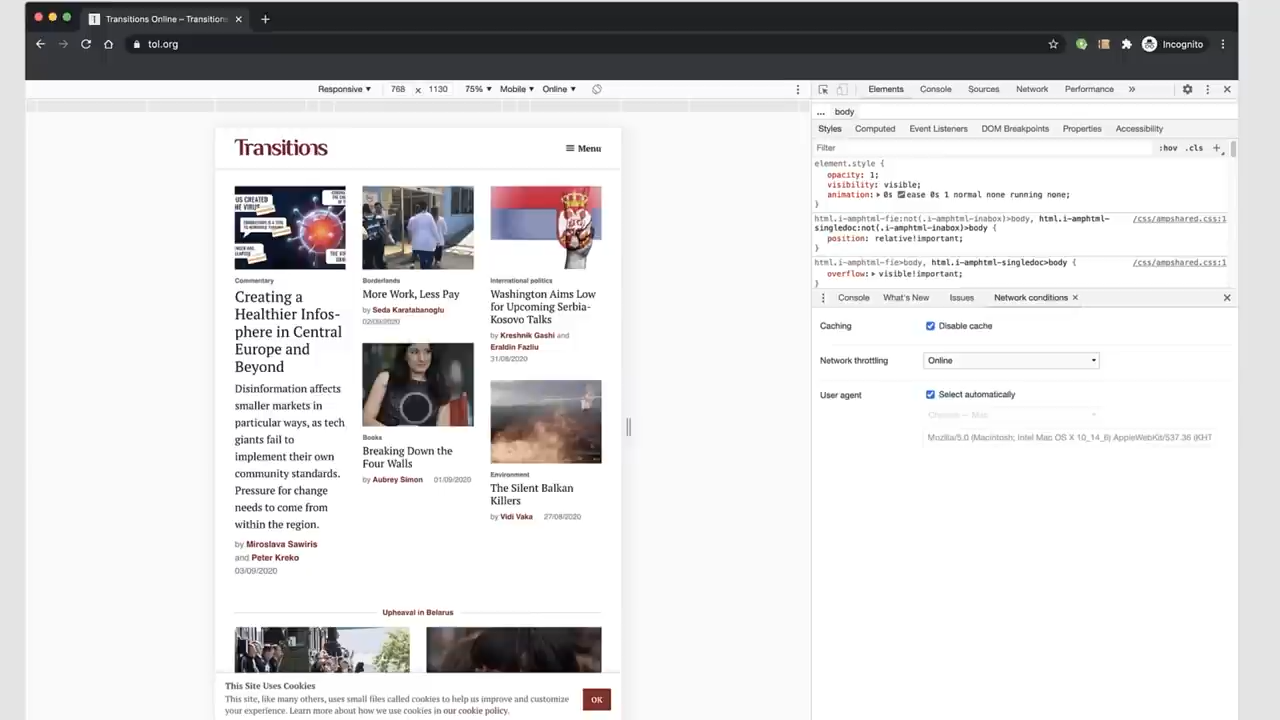 Transitions Online – Transitions
tol.org
Incognito
Responsive
768 x 1130
75%
Mobile
Online
Elements
Console
Sources
Network
Performance
»
... body
Styles
Computed
Event Listeners
DOM Breakpoints
Properties
Accessibility
Filter
:hov .cls +
element.style {
opacity: 1;
visibility: visible;
animation: 0s ease 0s 1 normal none running none;
}
html.i-amphtml-fie:not(.i-amphtml-inabox)>body, html.i-amphtml- /css/ampshared.css:1
singledoc:not(.i-amphtml-inabox)>body {
position: relative!important;
}
html.i-amphtml-fie>body, html.i-amphtml-singledoc>body { /css/ampshared.css:1
overflow: visible!important;
}
Console
What's New
Issues
Network conditions
Caching
Disable cache
Network throttling
Online
User agent
Select automatically
Chrome — Mac
Mozilla/5.0 (Macintosh; Intel Mac OS X 10_14_6) AppleWebKit/537.36 (KHT
Transitions
Menu
Commentary
Creating a
Healthier Infos-
phere in Central
Europe and
Beyond
Disinformation affects
smaller markets in
particular ways, as tech
giants fail to
implement their own
community standards.
Pressure for change
needs to come from
within the region.
by Miroslava Sawiris
and Peter Kreko
03/09/2020
Borderlands
More Work, Less Pay
by Seda Karatabanoglu
02/09/2020
Books
Breaking Down the
Four Walls
by Aubrey Simon 01/09/2020
International politics
Washington Aims Low
for Upcoming Serbia-
Kosovo Talks
by Kreshnik Gashi and
Eraldin Fazliu
31/08/2020
Environment
The Silent Balkan
Killers
by Vidi Vaka 27/08/2020
Upheaval in Belarus
This Site Uses Cookies
This site, like many others, uses small files called cookies to help us improve and customize
your experience. Learn more about how we use cookies in our cookie policy.
OK